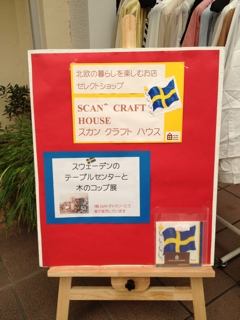 北欧の暮らしを楽しむお店
セレクトショップ
SCAN" CRAFT
HOUSE
スカン クラフト ハウス
スウェーデンの
テーブルセンターと
木のコップ展